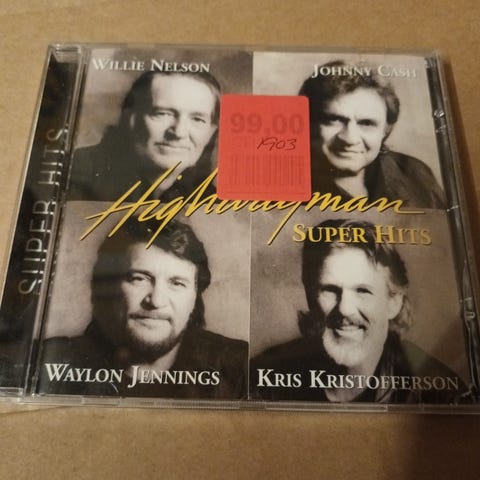 WILLIE NELSON
JOHNNY CASH
99,00
1903
Highwayman
SUPER HITS
WAYLON JENNINGS
KRIS KRISTOFFERSON
SUPER HITS